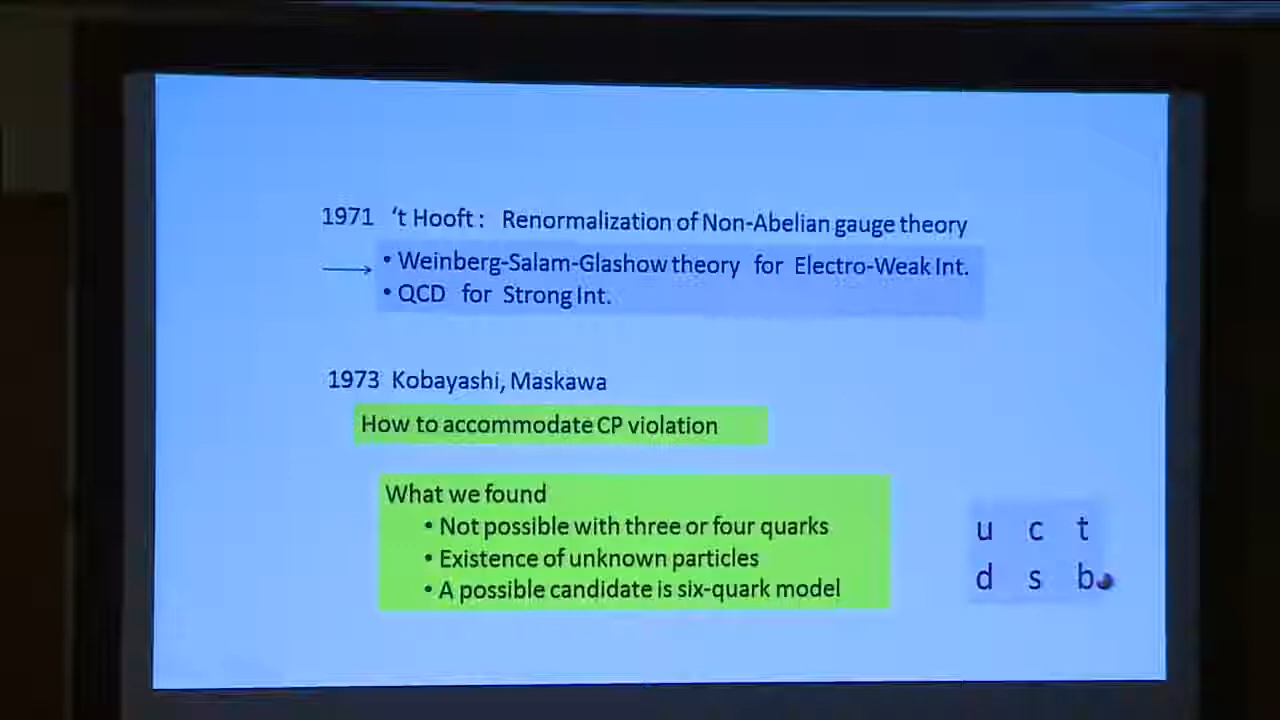 1971 't Hooft : Renormalization of Non-Abelian gauge theory
• Weinberg-Salam-Glashow theory for Electro-Weak Int.
• QCD for Strong Int.
1973 Kobayashi, Maskawa
How to accommodate CP violation
What we found
• Not possible with three or four quarks
• Existence of unknown particles
• A possible candidate is six-quark model
u c t
d s b